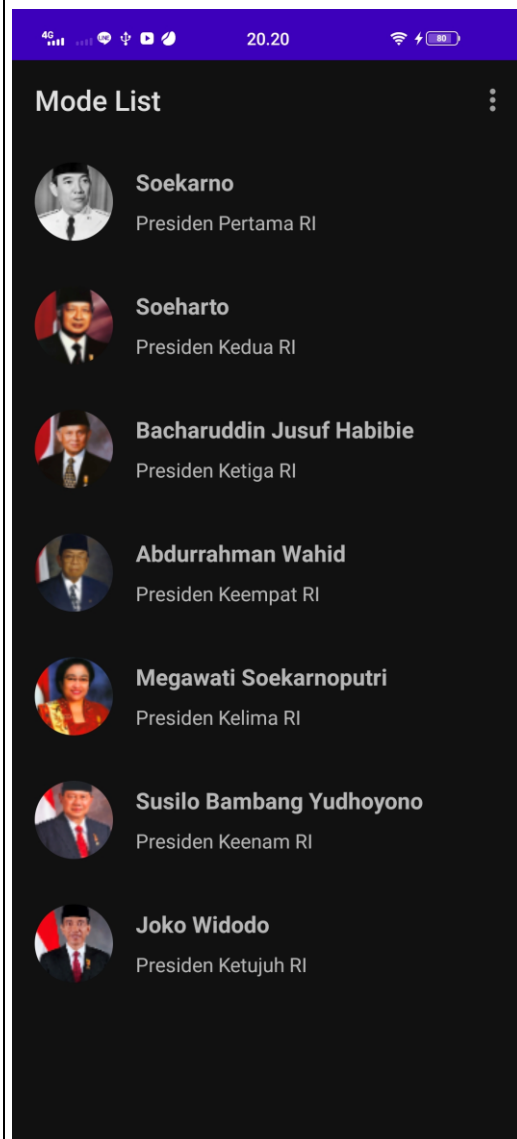 4G 20.20 80
Mode List
Soekarno
Presiden Pertama RI
Soeharto
Presiden Kedua RI
Bacharuddin Jusuf Habibie
Presiden Ketiga RI
Abdurrahman Wahid
Presiden Keempat RI
Megawati Soekarnoputri
Presiden Kelima RI
Susilo Bambang Yudhoyono
Presiden Keenam RI
Joko Widodo
Presiden Ketujuh RI